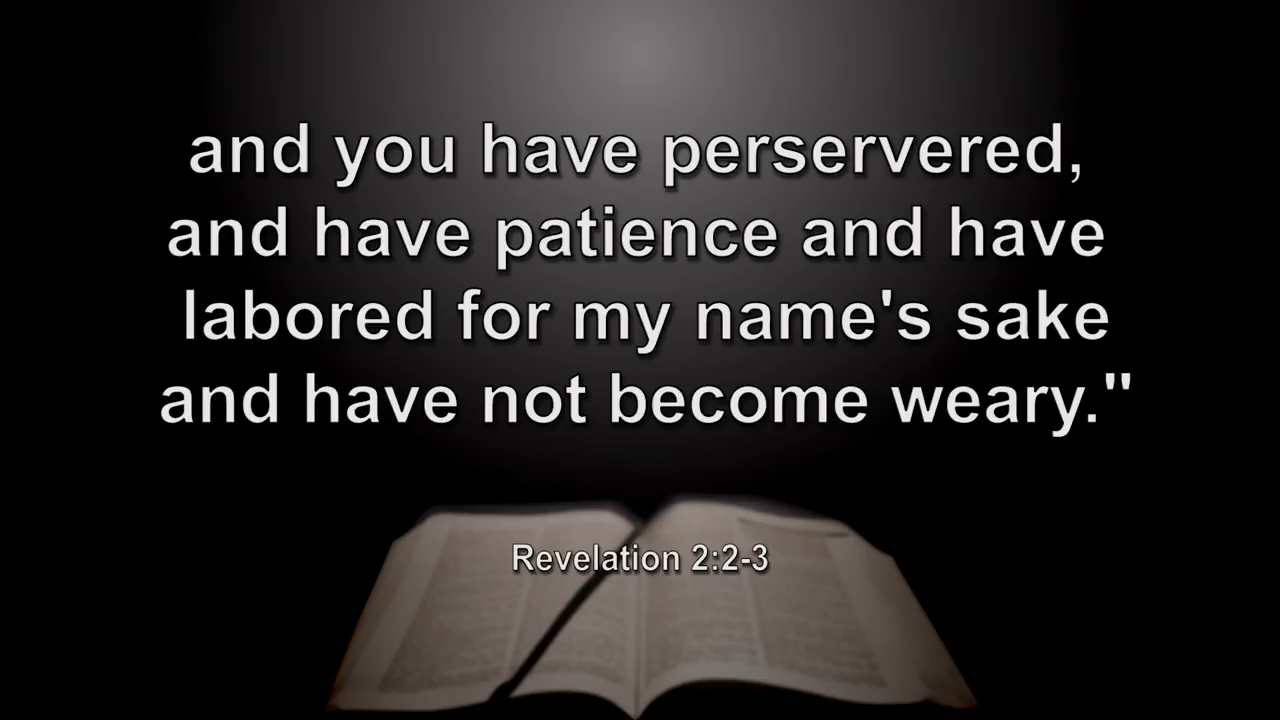 and you have perservered,
and have patience and have
labored for my name's sake
and have not become weary."
Revelation 2:2-3